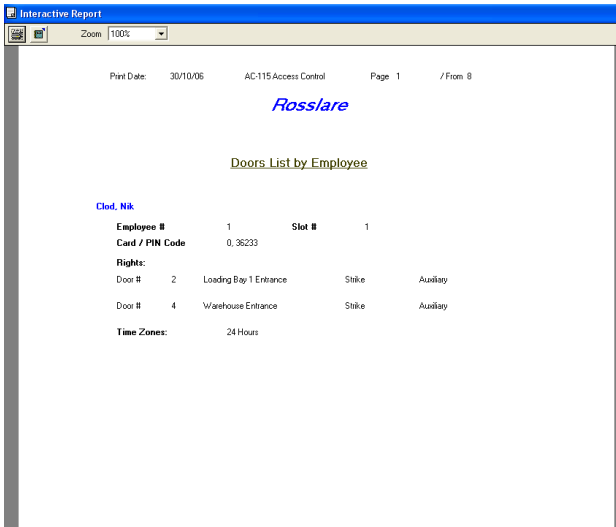 Interactive Report
Zoom 100%
Print Date: 30/10/06 AC-115 Access Control Page 1 / From 8
Rosslare
Doors List by Employee
Clod, Nik
Employee # 1 Slot # 1
Card / PIN Code 0, 36233
Rights:
Door # 2 Loading Bay 1 Entrance Strike Auxiliary
Door # 4 Warehouse Entrance Strike Auxiliary
Time Zones: 24 Hours